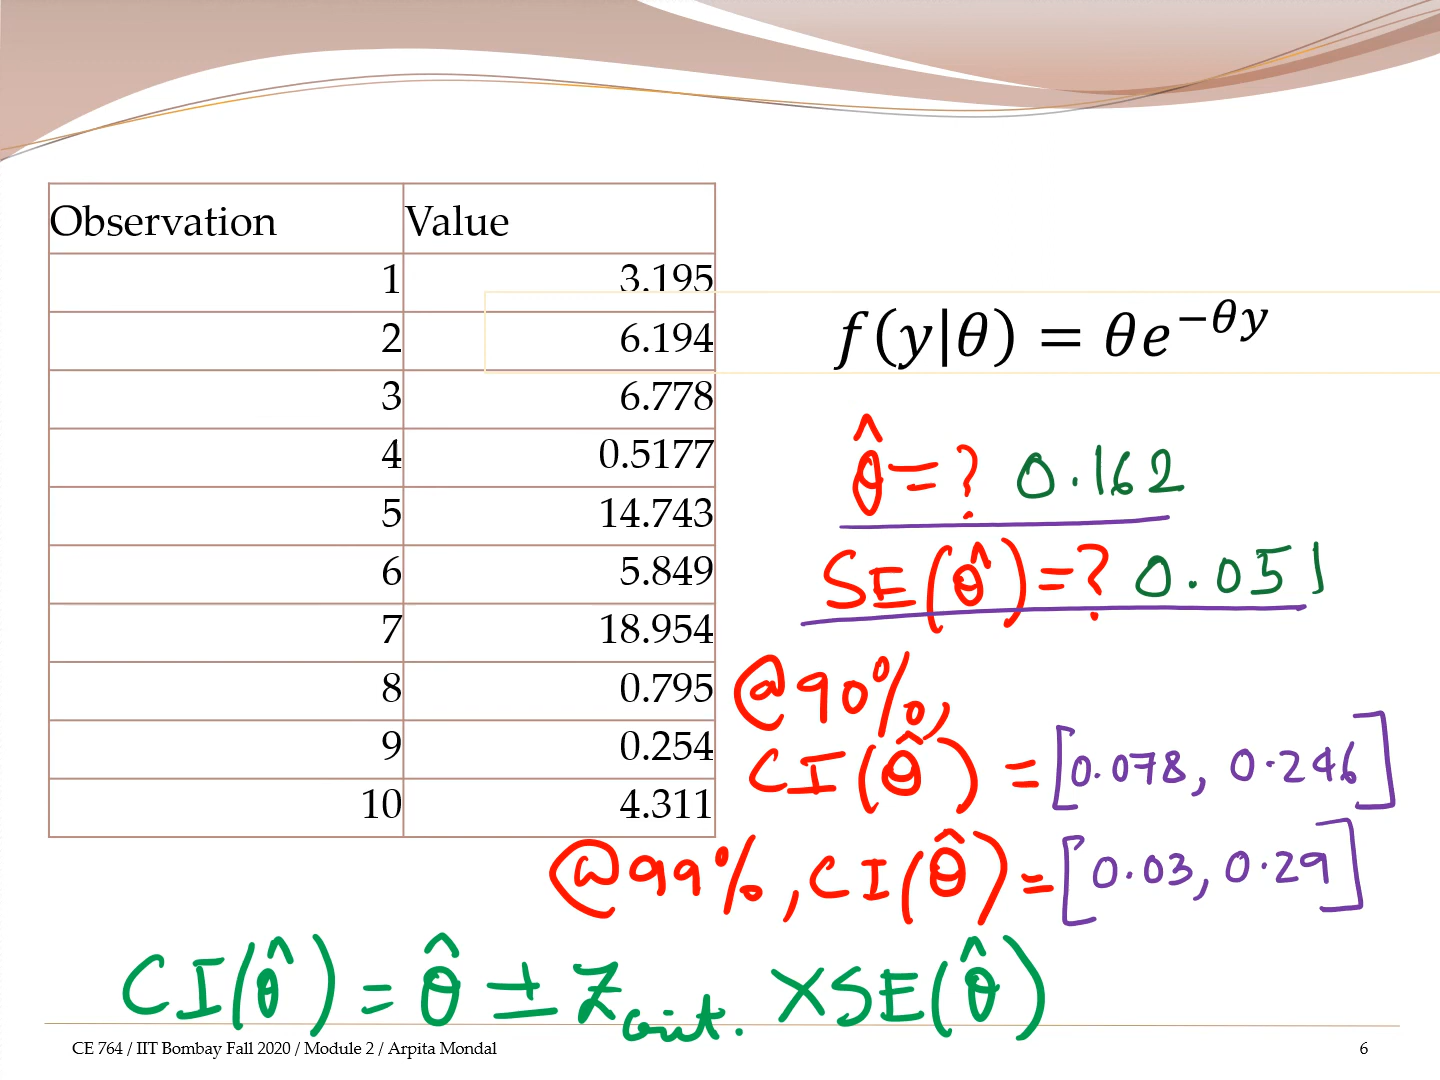 Observation Value
1 3.195
2 6.194
3 6.778
4 0.5177
5 14.743
6 5.849
7 18.954
8 0.795
9 0.254
10 4.311
f(y|θ) = θe^{−θy}
θ̂ = ? 0.162
SE(θ̂) = ? 0.051
@90%,
CI(θ̂) = [0.078, 0.246]
@99%, CI(θ̂) = [0.03, 0.29]
CI(θ̂) = θ̂ ± Z_{crit.} × SE(θ̂)
CE 764 / IIT Bombay Fall 2020 / Module 2 / Arpita Mondal 6